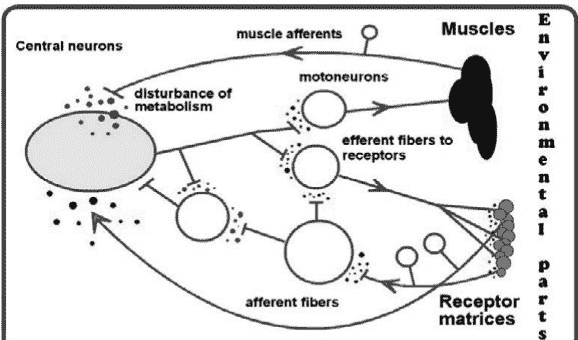 Central neurons
muscle afferents
Muscles
disturbance of
metabolism
motoneurons
efferent fibers to
receptors
afferent fibers
Receptor
matrices
Environmental parts